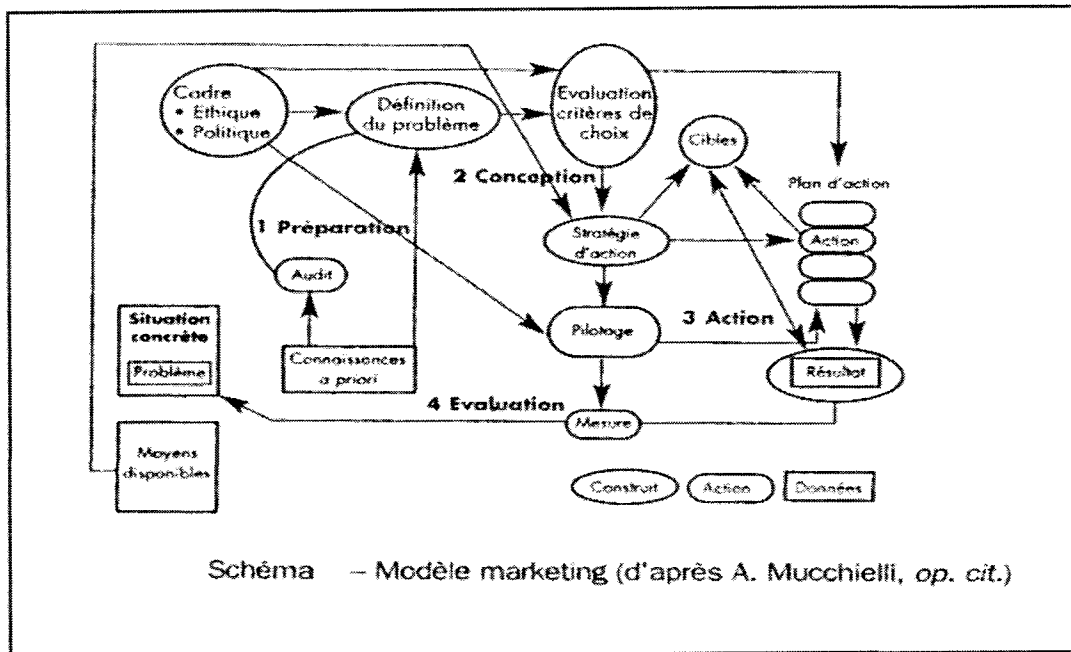 Cadre
• Ethique
• Politique
Définition
du problème
Evaluation
critères de
choix
Cibles
2 Conception
Plan d'action
1 Préparation
Stratégie
d'action
Action
Audit
Situation
concrète
Problème
Connaissances
a priori
Pilotage
3 Action
Résultat
4 Evaluation
Mesure
Moyens
disponibles
Construit
Action
Données
Schéma – Modèle marketing (d'après A. Mucchielli, op. cit.)